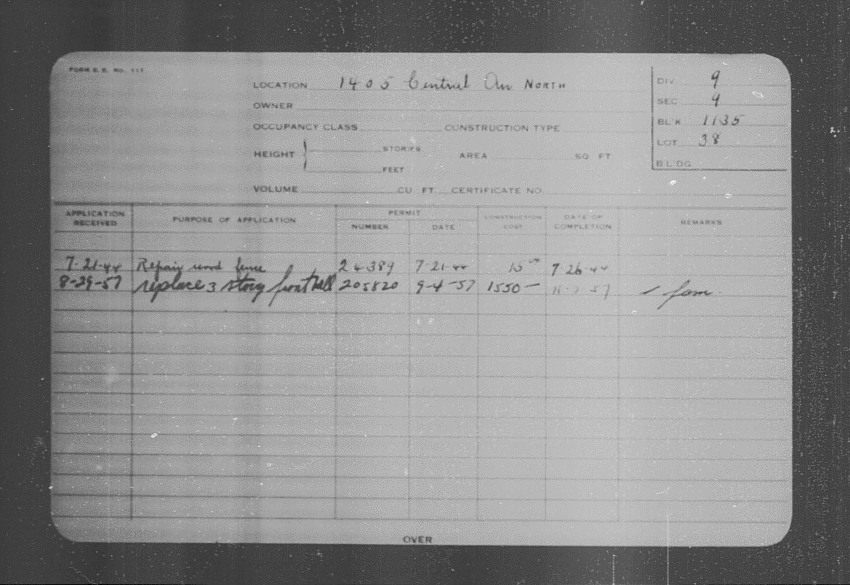 FORM B. B. No. 111
LOCATION 1405 Central Av North
OWNER
OCCUPANCY CLASS CONSTRUCTION TYPE
HEIGHT STORIES AREA SQ FT
FEET
VOLUME CU FT CERTIFICATE NO.
DIV 9
SEC 4
BL'K 1135
LOT 38
BLDG
APPLICATION RECEIVED PURPOSE OF APPLICATION PERMIT NUMBER DATE CONSTRUCTION COST DATE OF COMPLETION REMARKS
7-21-44 Repair wood fence 24389 7-21-44 15 00 7-26-44
8-29-57 replace 3 story front 205820 9-4-57 1550-
OVER